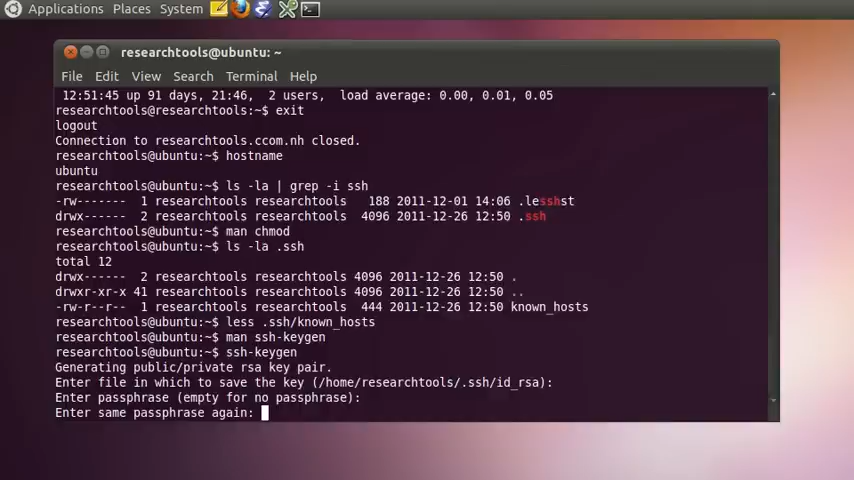 Applications Places System
researchtools@ubuntu: ~
File Edit View Search Terminal Help
12:51:45 up 91 days, 21:46, 2 users, load average: 0.00, 0.01, 0.05
researchtools@researchtools:~$ exit
logout
Connection to researchtools.ccom.nh closed.
researchtools@ubuntu:~$ hostname
ubuntu
researchtools@ubuntu:~$ ls -la | grep -i ssh
-rw------- 1 researchtools researchtools 188 2011-12-01 14:06 .lesshst
drwx------ 2 researchtools researchtools 4096 2011-12-26 12:50 .ssh
researchtools@ubuntu:~$ man chmod
researchtools@ubuntu:~$ ls -la .ssh
total 12
drwx------ 2 researchtools researchtools 4096 2011-12-26 12:50 .
drwxr-xr-x 41 researchtools researchtools 4096 2011-12-26 12:50 ..
-rw-r--r-- 1 researchtools researchtools 444 2011-12-26 12:50 known_hosts
researchtools@ubuntu:~$ less .ssh/known_hosts
researchtools@ubuntu:~$ man ssh-keygen
researchtools@ubuntu:~$ ssh-keygen
Generating public/private rsa key pair.
Enter file in which to save the key (/home/researchtools/.ssh/id_rsa):
Enter passphrase (empty for no passphrase):
Enter same passphrase again: